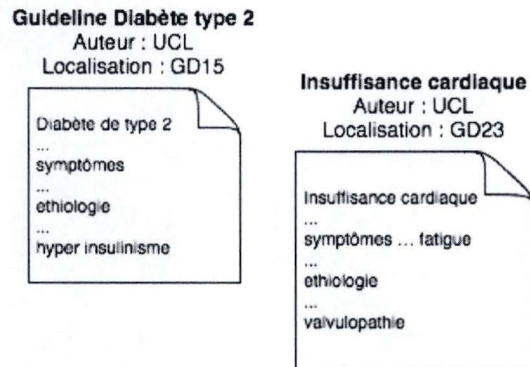 Guideline Diabète type 2
Auteur : UCL
Localisation : GD15
Diabète de type 2
...
symptômes
...
ethiologie
...
hyper insulinisme
Insuffisance cardiaque
Auteur : UCL
Localisation : GD23
Insuffisance cardiaque
...
symptômes ... fatigue
...
ethiologie
...
valvulopathie